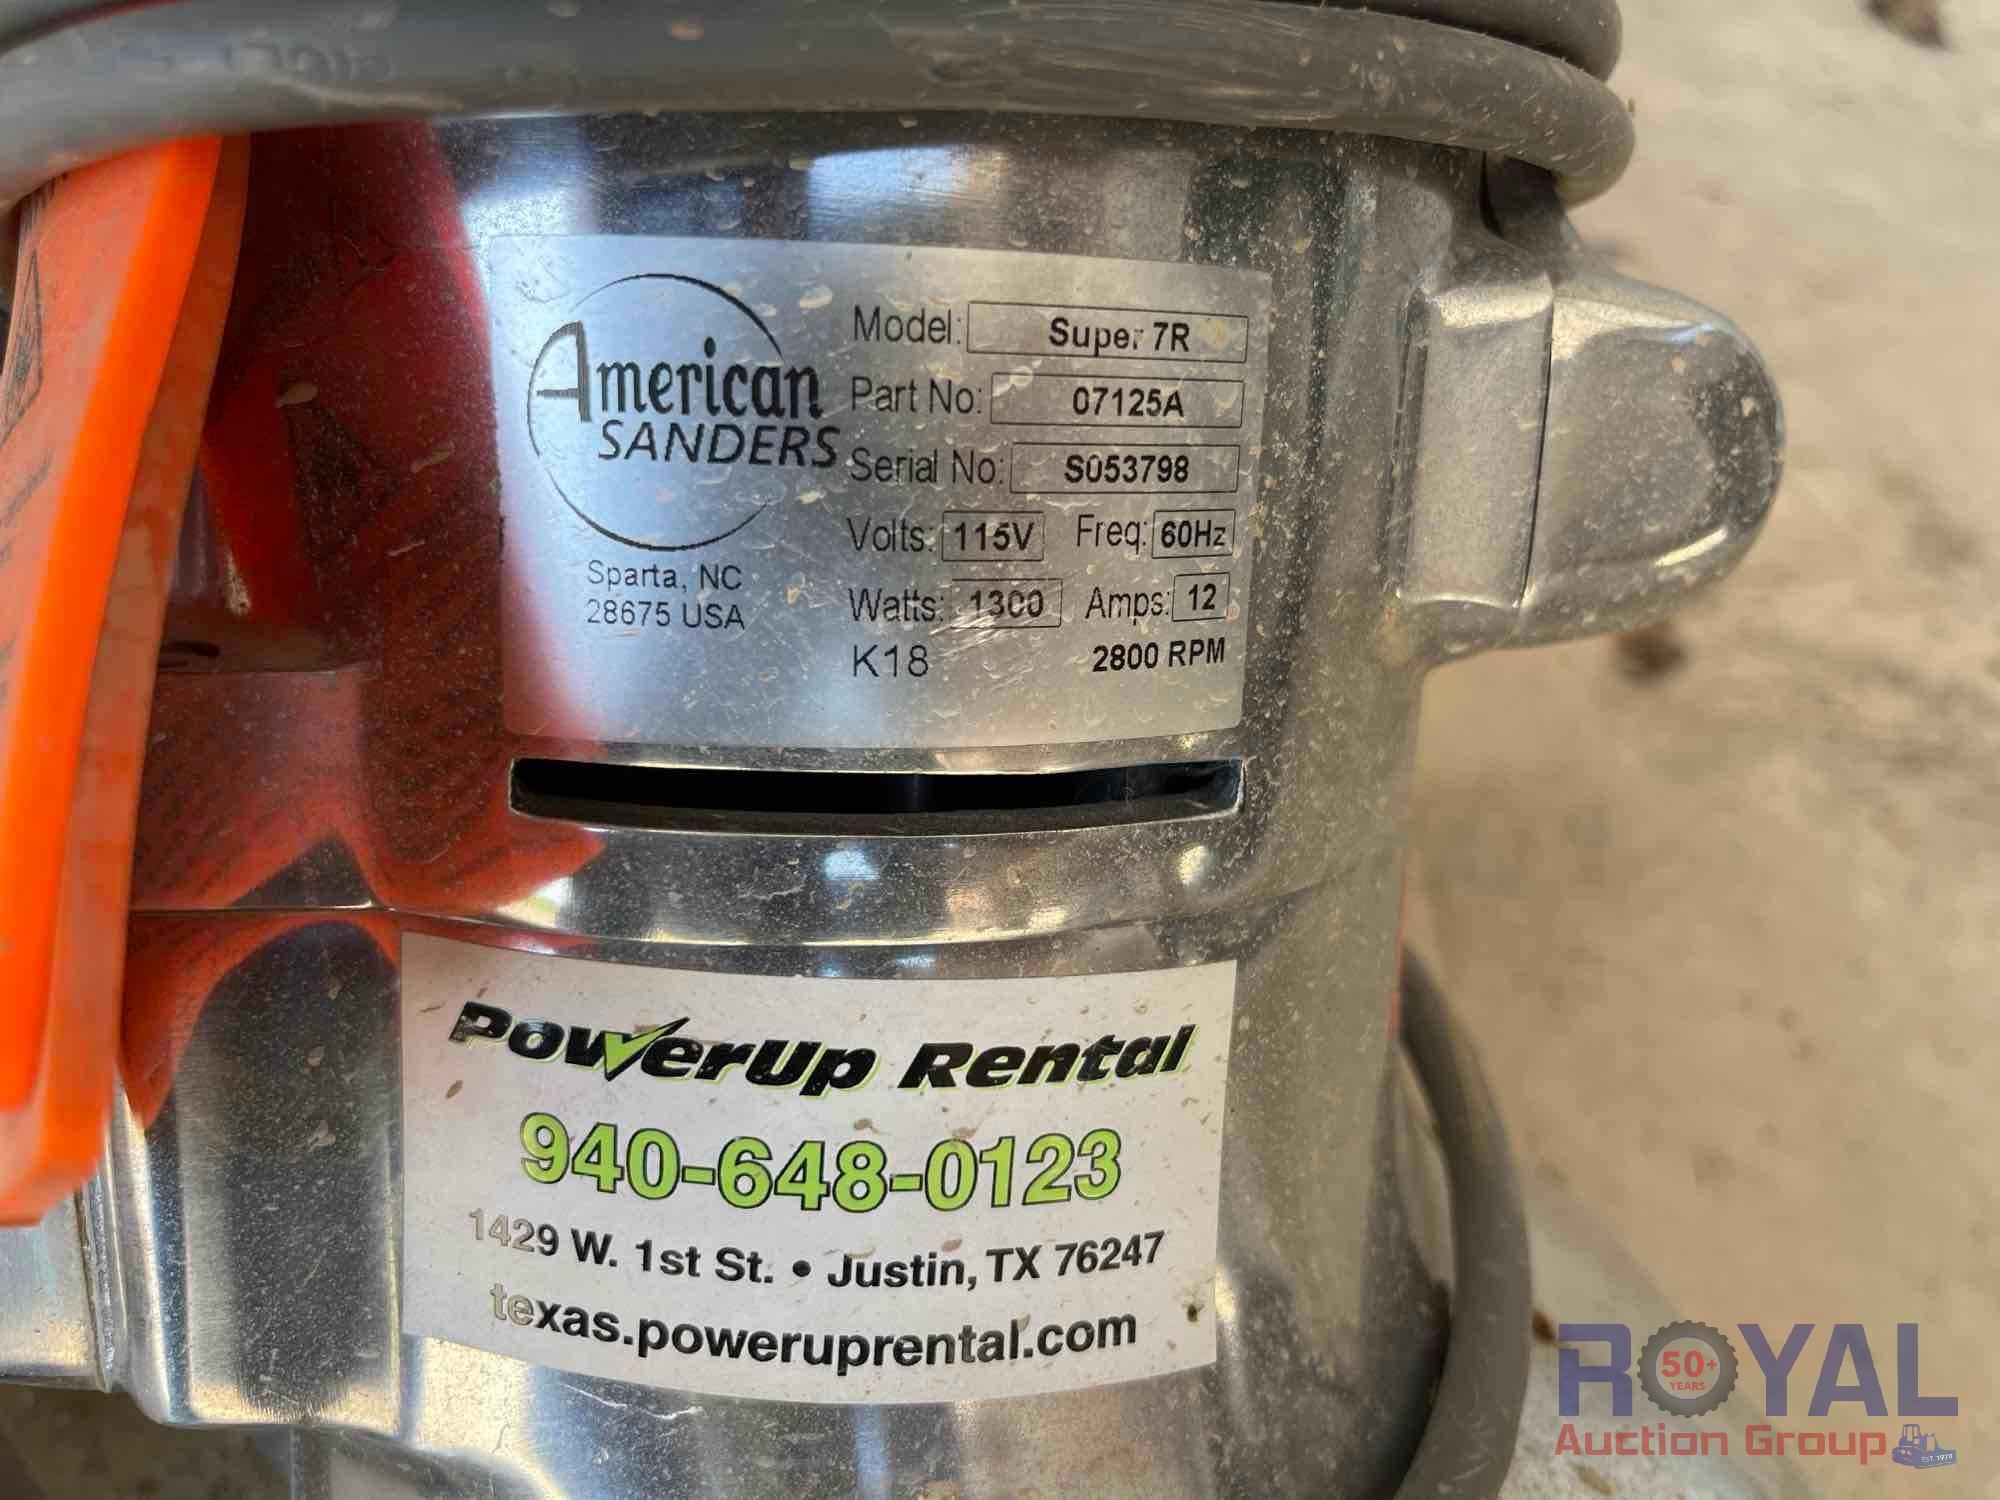 American
SANDERS
Sparta, NC
28675 USA
Model: Super 7R
Part No: 07125A
Serial No: S053798
Volts: 115V Freq: 60Hz
Watts: 1300 Amps: 12
K18 2800 RPM
PowerUp Rental
940-648-0123
1429 W. 1st St. • Justin, TX 76247
texas.poweruprental.com
ROYAL
50+
YEARS
Auction Group
EST. 1970